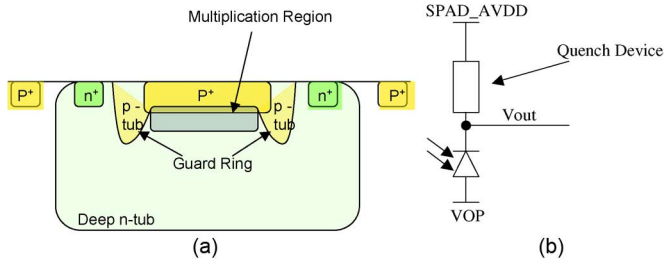 Multiplication Region
P+
n+
p -
tub
P+
p -
tub
n+
P+
Guard Ring
Deep n-tub
(a)
SPAD_AVDD
Quench Device
Vout
VOP
(b)